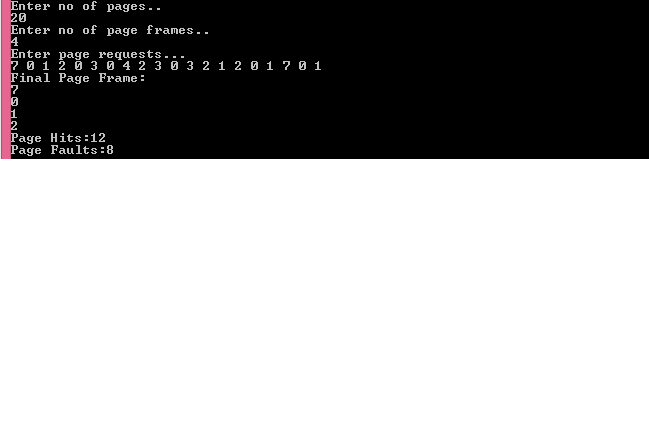 Enter no of pages..
20
Enter no of page frames..
4
Enter page requests...
7 0 1 2 0 3 0 4 2 3 0 3 2 1 2 0 1 7 0 1
Final Page Frame:
7
0
1
2
Page Hits:12
Page Faults:8